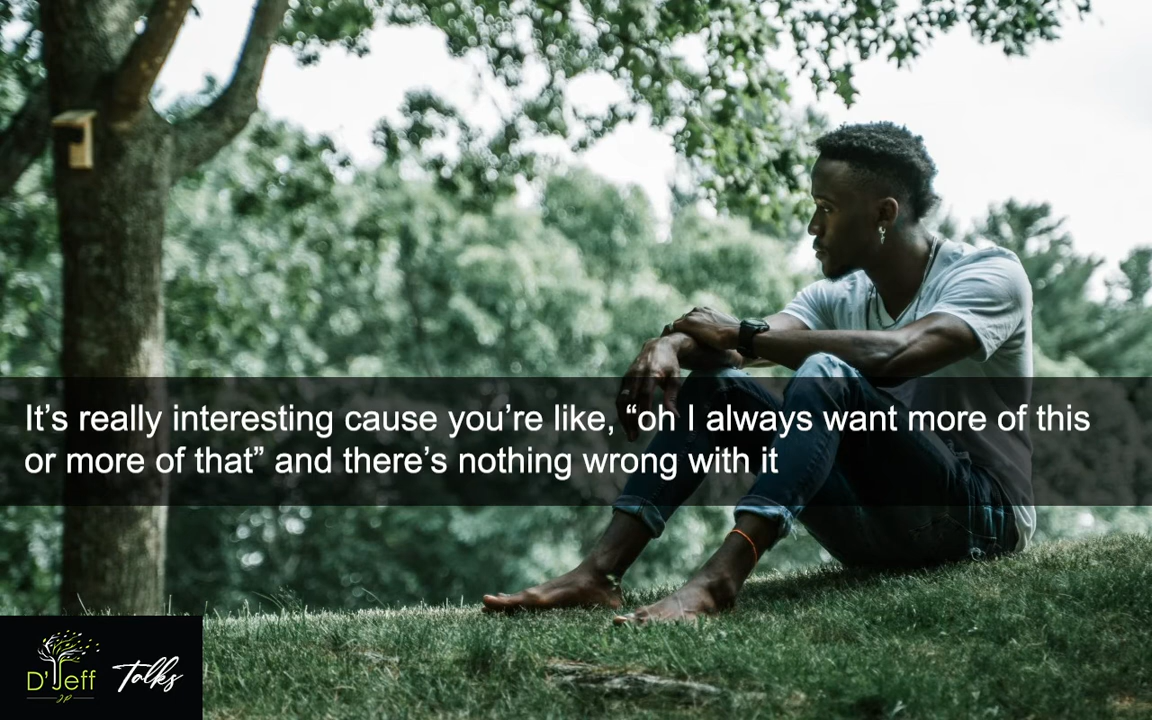 It’s really interesting cause you’re like, “oh I always want more of this
or more of that” and there’s nothing wrong with it
D'Jeff Talks
JP